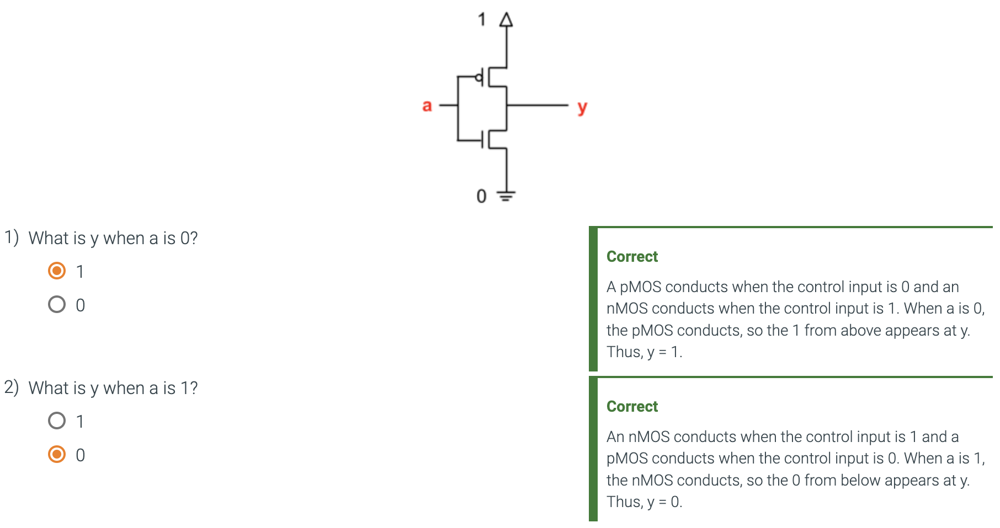 1
a
y
0
1) What is y when a is 0?
1
0
Correct
A pMOS conducts when the control input is 0 and an
nMOS conducts when the control input is 1. When a is 0,
the pMOS conducts, so the 1 from above appears at y.
Thus, y = 1.
2) What is y when a is 1?
1
0
Correct
An nMOS conducts when the control input is 1 and a
pMOS conducts when the control input is 0. When a is 1,
the nMOS conducts, so the 0 from below appears at y.
Thus, y = 0.